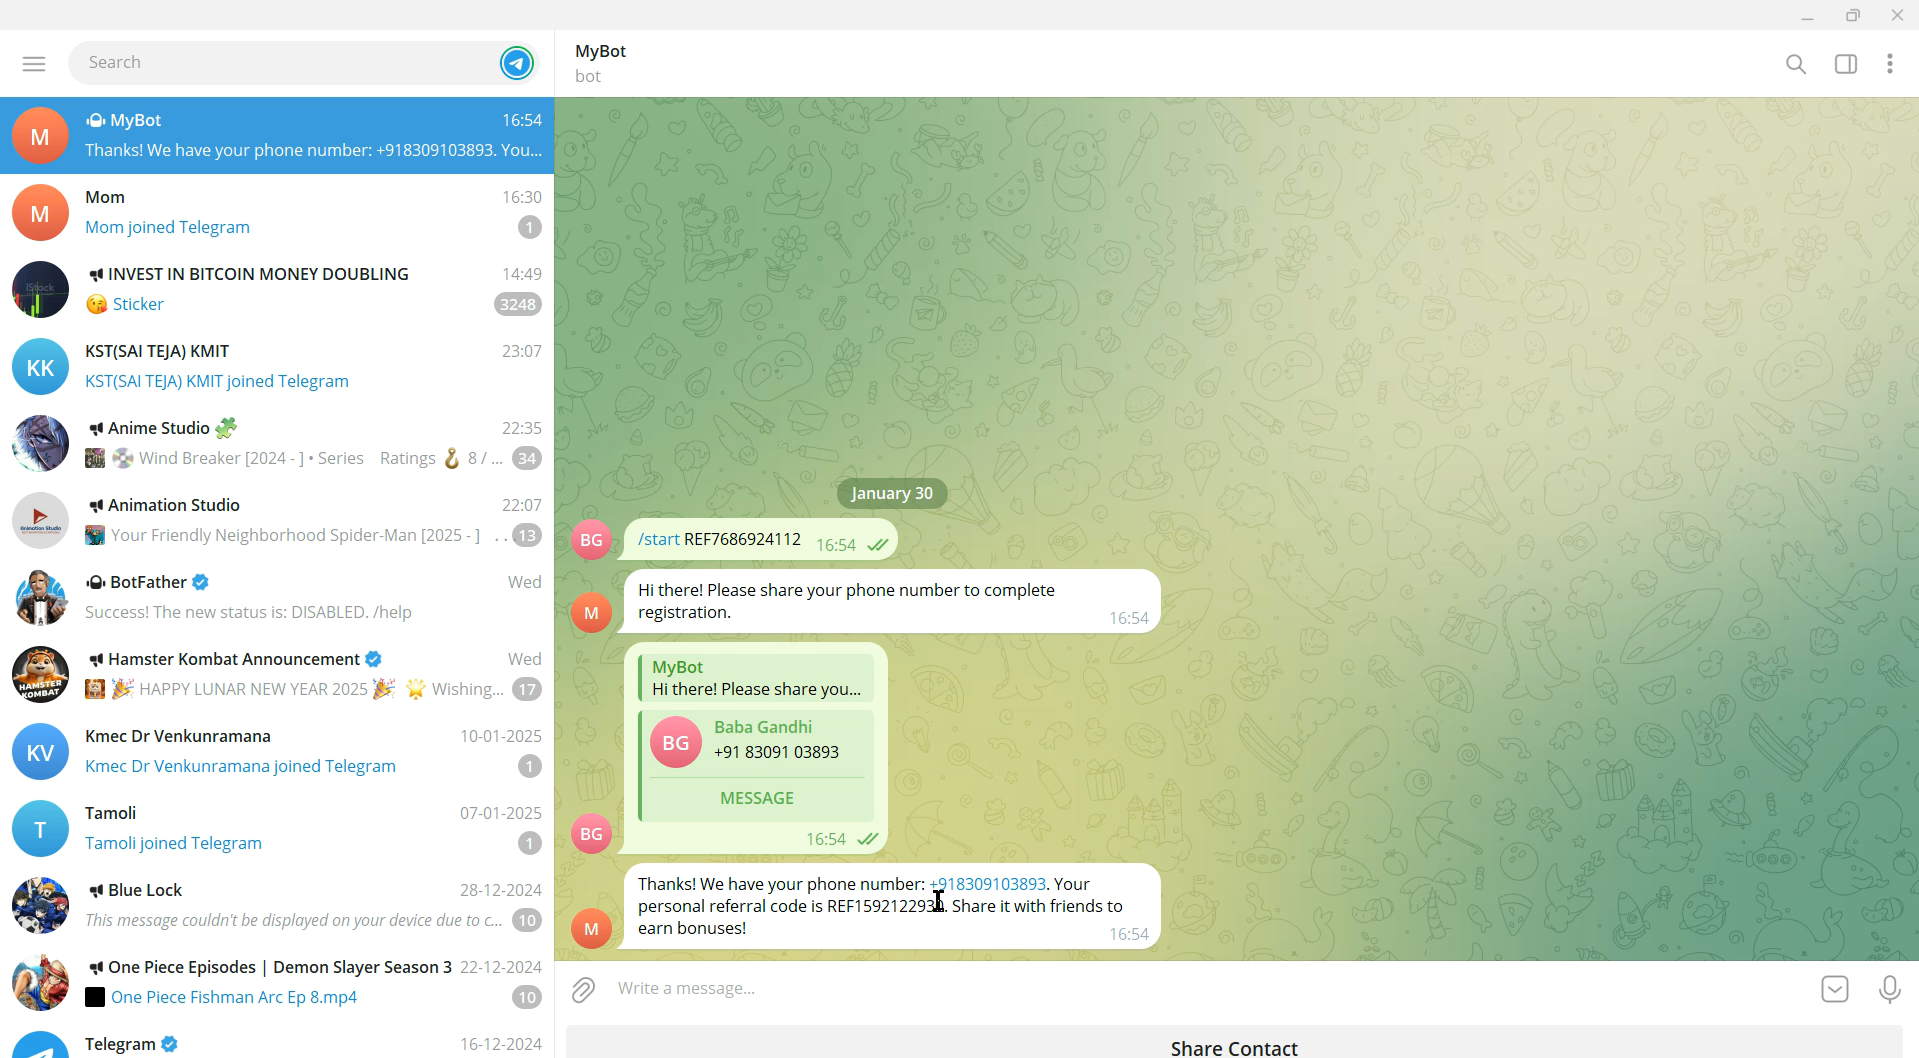 Search
MyBot 16:54
Thanks! We have your phone number: +918309103893. You...
Mom 16:30
Mom joined Telegram 1
INVEST IN BITCOIN MONEY DOUBLING 14:49
Sticker 3248
KK
KST(SAI TEJA) KMIT 23:07
KST(SAI TEJA) KMIT joined Telegram
Anime Studio 22:35
Wind Breaker [2024 - ] • Series Ratings 8 / ... 34
Animation Studio 22:07
Your Friendly Neighborhood Spider-Man [2025 - ] . . 13
BotFather Wed
Success! The new status is: DISABLED. /help
Hamster Kombat Announcement Wed
HAPPY LUNAR NEW YEAR 2025 Wishing... 17
KV
Kmec Dr Venkunramana 10-01-2025
Kmec Dr Venkunramana joined Telegram 1
T
Tamoli 07-01-2025
Tamoli joined Telegram 1
Blue Lock 28-12-2024
This message couldn't be displayed on your device due to c... 10
One Piece Episodes | Demon Slayer Season 3 22-12-2024
One Piece Fishman Arc Ep 8.mp4 10
Telegram 16-12-2024
MyBot
bot
January 30
BG /start REF7686924112 16:54
Hi there! Please share your phone number to complete
registration. 16:54
M
MyBot
Hi there! Please share you...
BG
Baba Gandhi
+91 83091 03893
MESSAGE
BG 16:54
Thanks! We have your phone number: +918309103893. Your
personal referral code is Share it with friends to
earn bonuses! 16:54
M
Write a message...
Share Contact